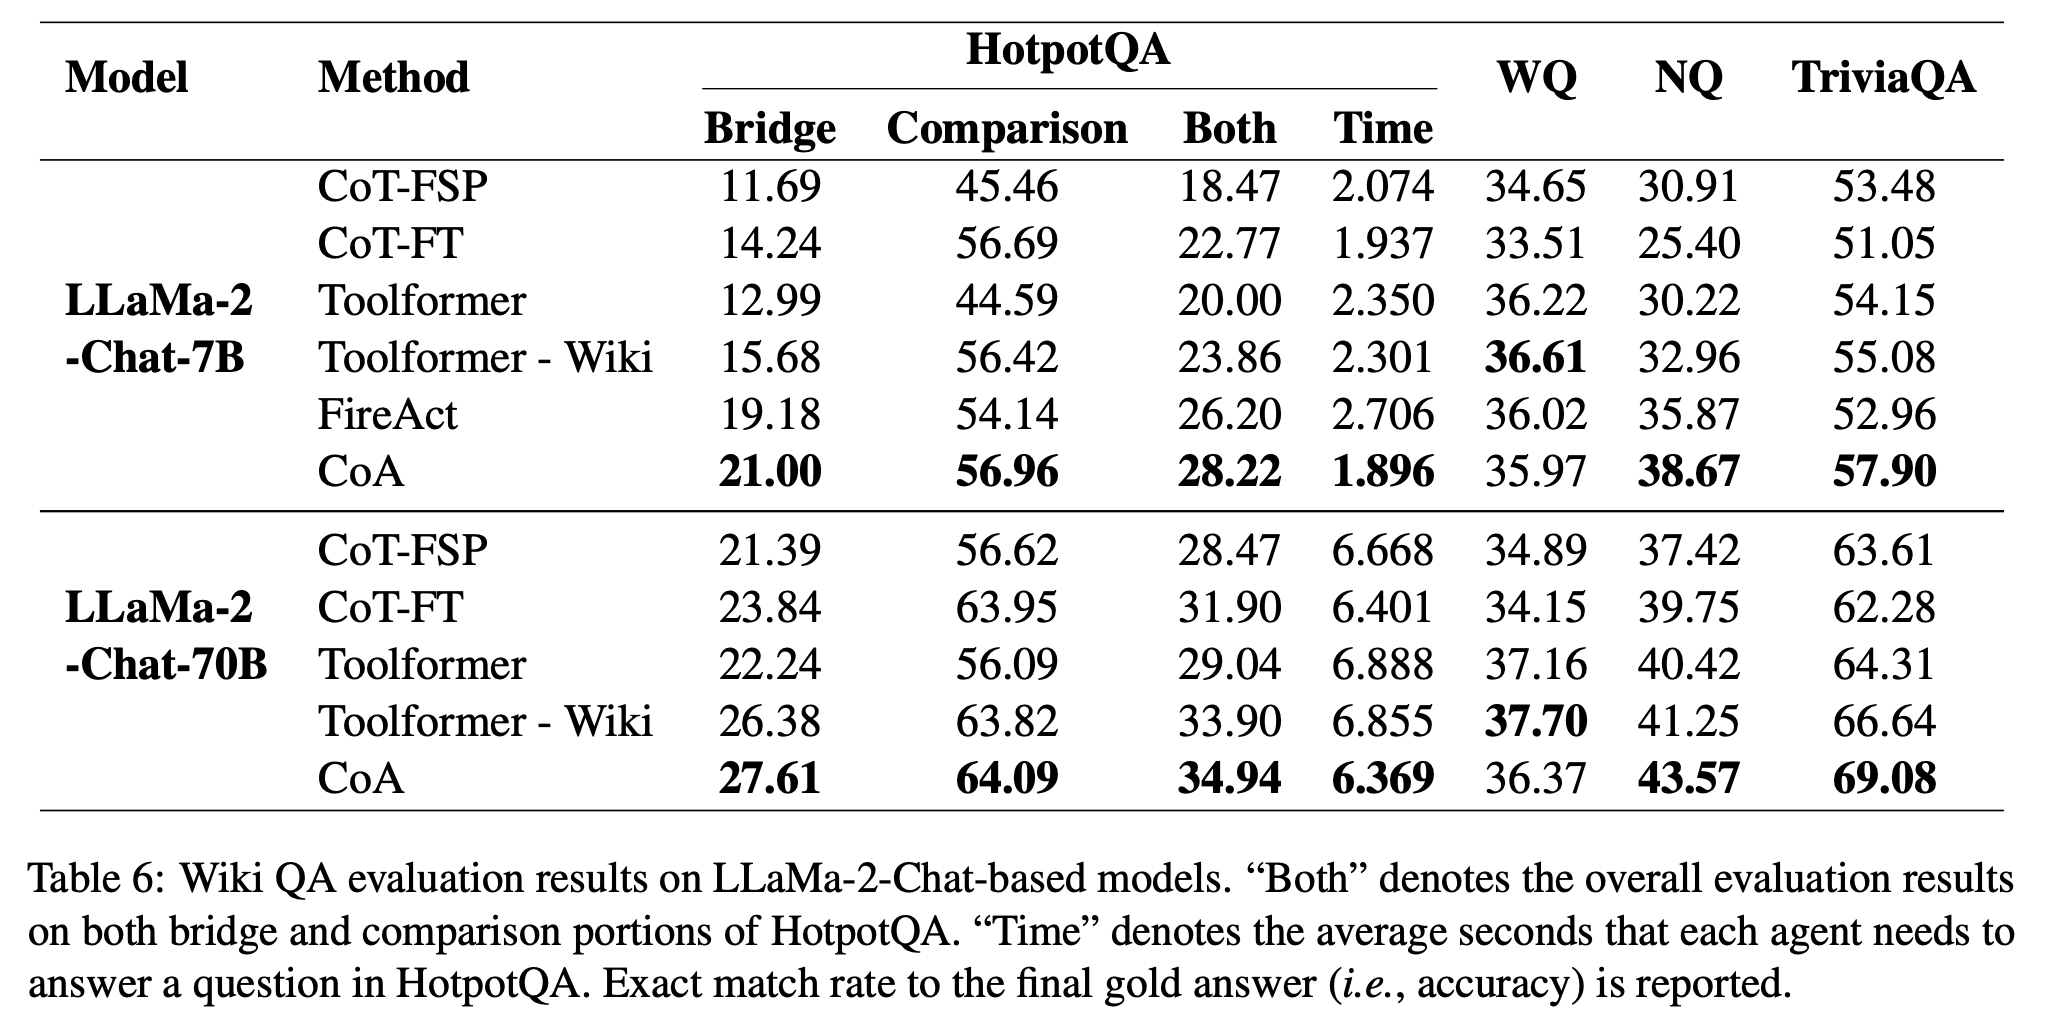 Model Method HotpotQA WQ NQ TriviaQA
Bridge Comparison Both Time
LLaMa-2-Chat-7B
CoT-FSP 11.69 45.46 18.47 2.074 34.65 30.91 53.48
CoT-FT 14.24 56.69 22.77 1.937 33.51 25.40 51.05
Toolformer 12.99 44.59 20.00 2.350 36.22 30.22 54.15
Toolformer - Wiki 15.68 56.42 23.86 2.301 36.61 32.96 55.08
FireAct 19.18 54.14 26.20 2.706 36.02 35.87 52.96
CoA 21.00 56.96 28.22 1.896 35.97 38.67 57.90
LLaMa-2-Chat-70B
CoT-FSP 21.39 56.62 28.47 6.668 34.89 37.42 63.61
CoT-FT 23.84 63.95 31.90 6.401 34.15 39.75 62.28
Toolformer 22.24 56.09 29.04 6.888 37.16 40.42 64.31
Toolformer - Wiki 26.38 63.82 33.90 6.855 37.70 41.25 66.64
CoA 27.61 64.09 34.94 6.369 36.37 43.57 69.08
Table 6: Wiki QA evaluation results on LLaMa-2-Chat-based models. “Both” denotes the overall evaluation results
on both bridge and comparison portions of HotpotQA. “Time” denotes the average seconds that each agent needs to
answer a question in HotpotQA. Exact match rate to the final gold answer (i.e., accuracy) is reported.